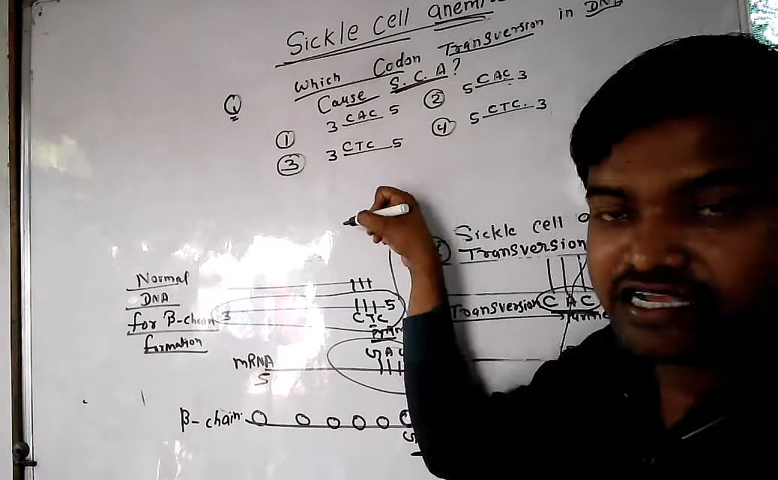 Sickle cell
which Codon Transversion in DNA
Cause S.C.A?
Q
① 3 CAC 5 ② 5 CAC 3
③ 3 CTC 5 ④ 5 CTC 3
Sickle cell
Transversion
Normal
DNA
for β-chain
formation
3
5
CTC
Transversion CAC
mRNA
5
β-chain